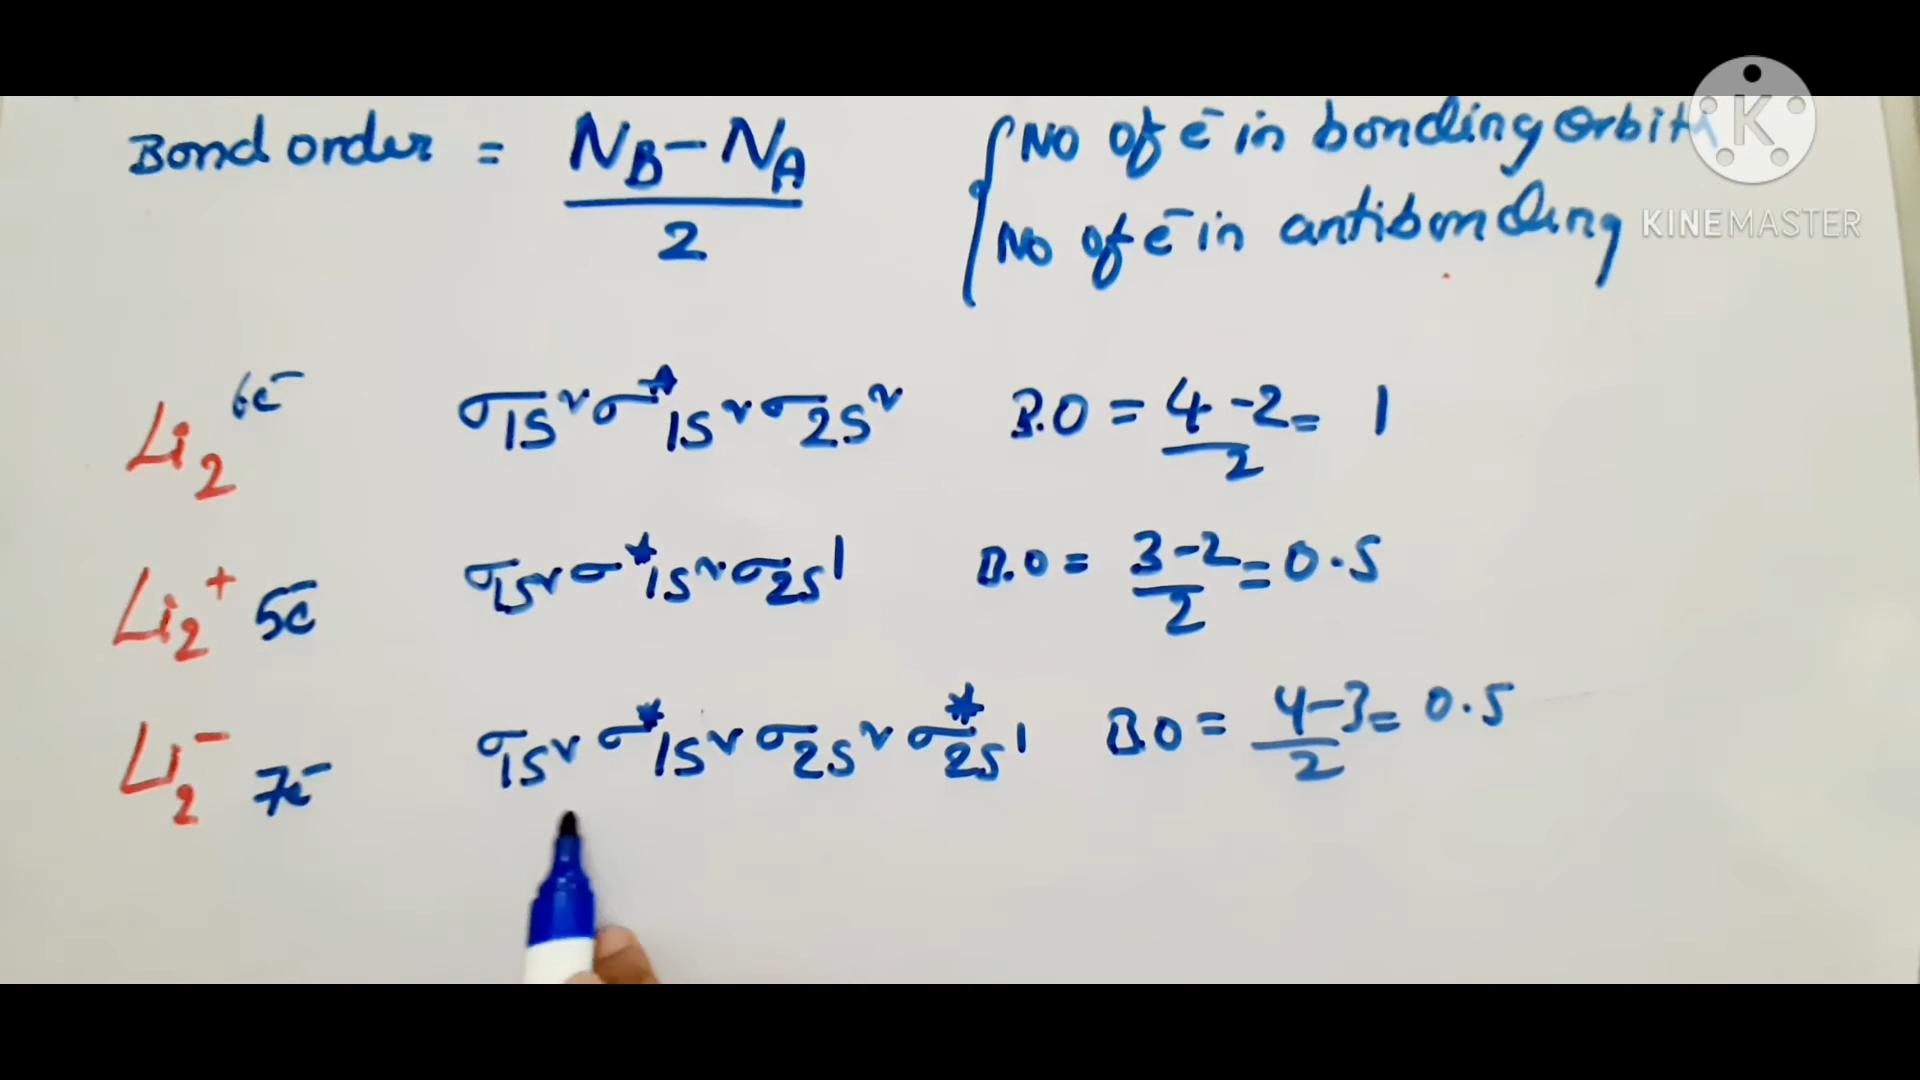 Bond order = (N_B - N_A)/2 { No of e⁻ in bonding
No of e⁻ in antibonding
KINEMASTER
Li₂ 6e⁻ σ1s² σ*1s² σ2s² B.O = (4-2)/2 = 1
Li₂⁺ 5e⁻ σ1s² σ*1s² σ2s¹ B.O = (3-2)/2 = 0.5
Li₂⁻ 7e⁻ σ1s² σ*1s² σ2s² σ*2s¹ B.O = (4-3)/2 = 0.5